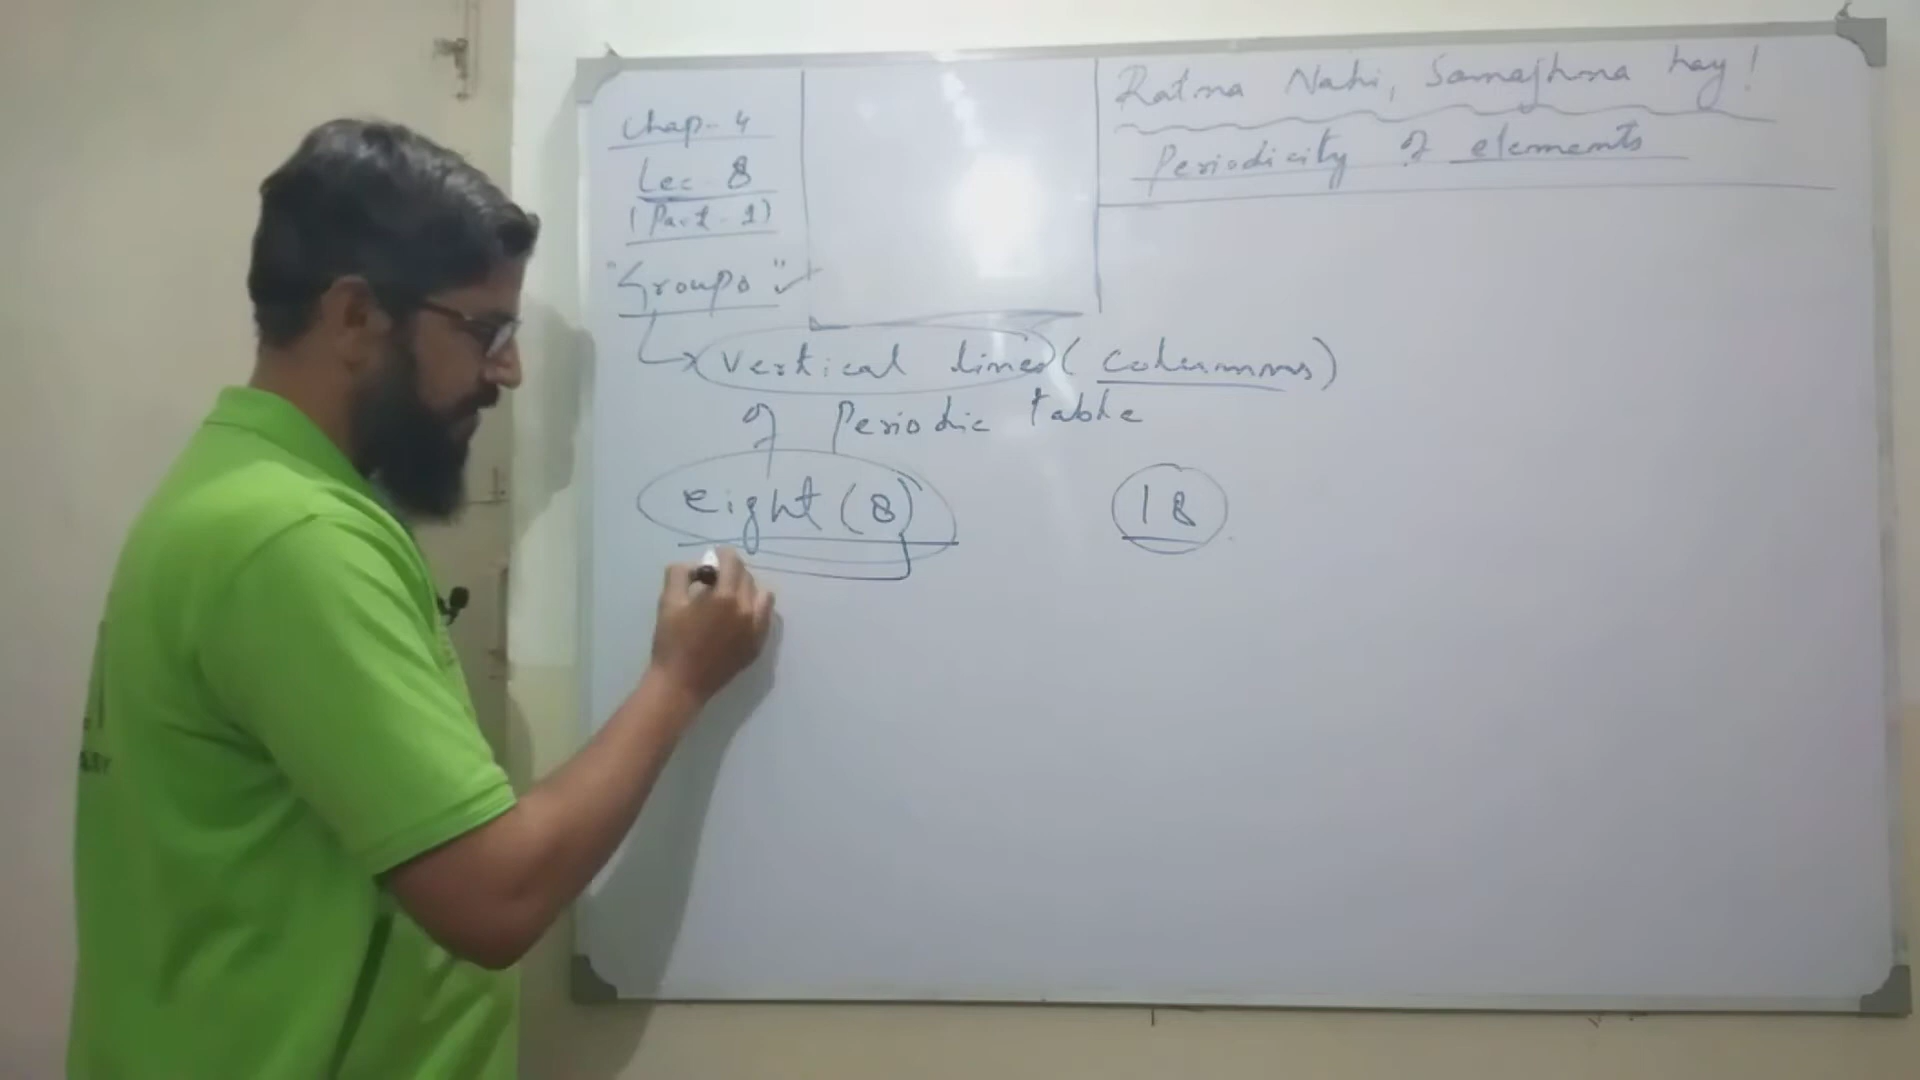 Chap-4
Lec 8
(Part-1)
"Groups"
Ratna Nahi, Samajhna hay!
Periodicity of elements
Vertical lines (columns)
of Periodic table
eight (8)
18